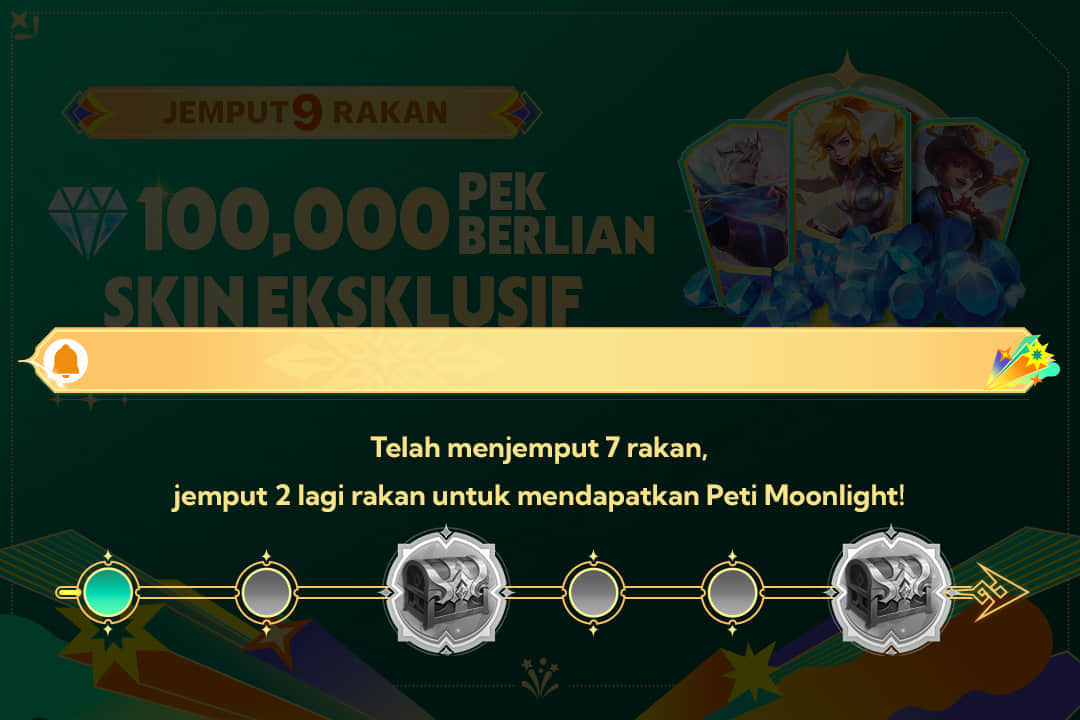 JEMPUT 9 RAKAN
100,000 PEK BERLIAN
SKIN EKSKLUSIF
Telah menjemput 7 rakan,
jemput 2 lagi rakan untuk mendapatkan Peti Moonlight!